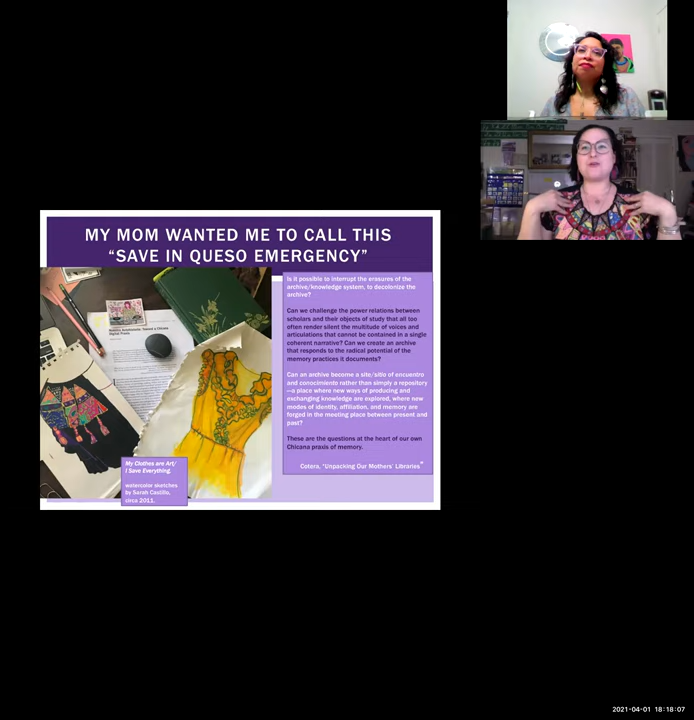 MY MOM WANTED ME TO CALL THIS
“SAVE IN QUESO EMERGENCY”
Is it possible to interrupt the erasures of the
archive/knowledge system, to decolonize the
archive?
Can we challenge the power relations between
scholars and their objects of study that all too
often render silent the multitude of voices and
articulations that cannot be contained in a single
coherent narrative? Can we create an archive
that responds to the radical potential of the
memory practices it documents?
Can an archive become a site/sitio of encuentro
and conocimiento rather than simply a repository
—a place where new ways of producing and
exchanging knowledge are explored, where new
modes of identity, affiliation, and memory are
forged in the meeting place between present and
past?
These are the questions at the heart of our own
Chicana praxis of memory.
Cotera, “Unpacking Our Mothers’ Libraries”
My Clothes are Art/
I Save Everything,
watercolor sketches
by Sarah Castillo,
circa 2011.
2021-04-01 18:18:07